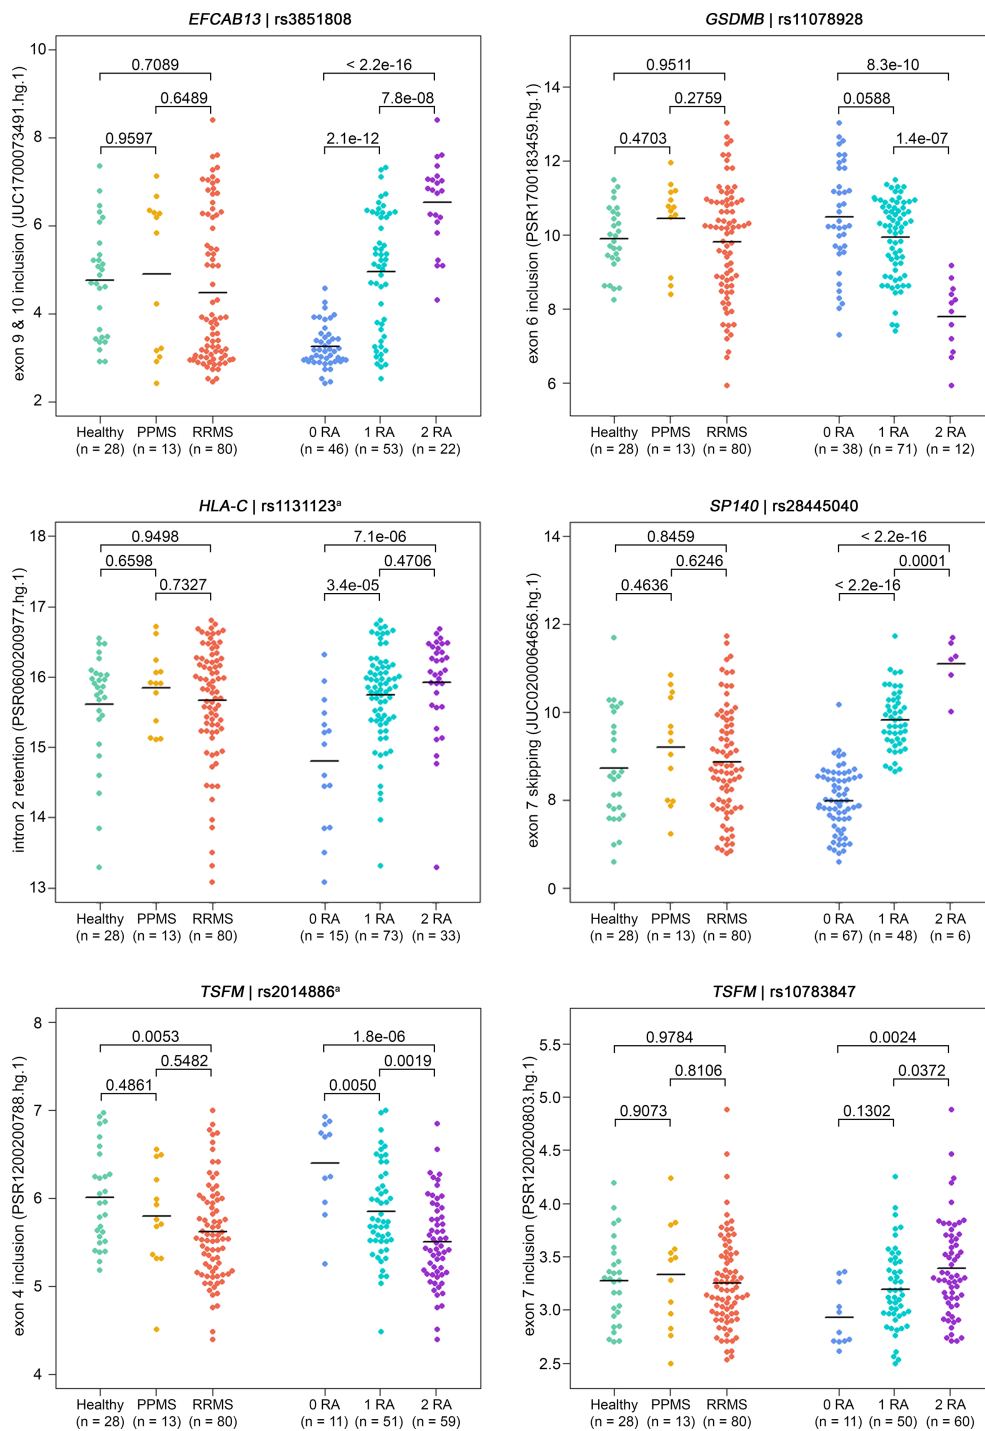 EFCAB13 | rs3851808
exon 9 & 10 inclusion (JUC1700073491.hg.1)
10
8
6
4
2
0.7089
0.6489
0.9597
< 2.2e-16
7.8e-08
2.1e-12
Healthy PPMS RRMS 0 RA 1 RA 2 RA
(n = 28) (n = 13) (n = 80) (n = 46) (n = 53) (n = 22)
GSDMB | rs11078928
exon 6 inclusion (PSR1700183459.hg.1)
14
12
10
8
6
0.9511
0.2759
0.4703
8.3e-10
0.0588
1.4e-07
Healthy PPMS RRMS 0 RA 1 RA 2 RA
(n = 28) (n = 13) (n = 80) (n = 38) (n = 71) (n = 12)
HLA-C | rs1131123ª
intron 2 retention (PSR0600200977.hg.1)
18
17
16
15
14
13
0.9498
0.6598
0.7327
7.1e-06
0.4706
3.4e-05
Healthy PPMS RRMS 0 RA 1 RA 2 RA
(n = 28) (n = 13) (n = 80) (n = 15) (n = 73) (n = 33)
SP140 | rs28445040
exon 7 skipping (JUC0200064656.hg.1)
14
12
10
8
0
0.8459
0.6246
0.4636
< 2.2e-16
0.0001
< 2.2e-16
Healthy PPMS RRMS 0 RA 1 RA 2 RA
(n = 28) (n = 13) (n = 80) (n = 67) (n = 48) (n = 6)
TSFM | rs2014886ª
exon 4 inclusion (PSR1200200788.hg.1)
8
7
6
5
4
0.0053
0.5482
0.4861
1.8e-06
0.0019
0.0050
Healthy PPMS RRMS 0 RA 1 RA 2 RA
(n = 28) (n = 13) (n = 80) (n = 11) (n = 51) (n = 59)
TSFM | rs10783847
exon 7 inclusion (PSR1200200803.hg.1)
5.5
5.0
4.5
4.0
3.5
3.0
2.5
0.9784
0.8106
0.9073
0.0024
0.0372
0.1302
Healthy PPMS RRMS 0 RA 1 RA 2 RA
(n = 28) (n = 13) (n = 80) (n = 11) (n = 50) (n = 60)